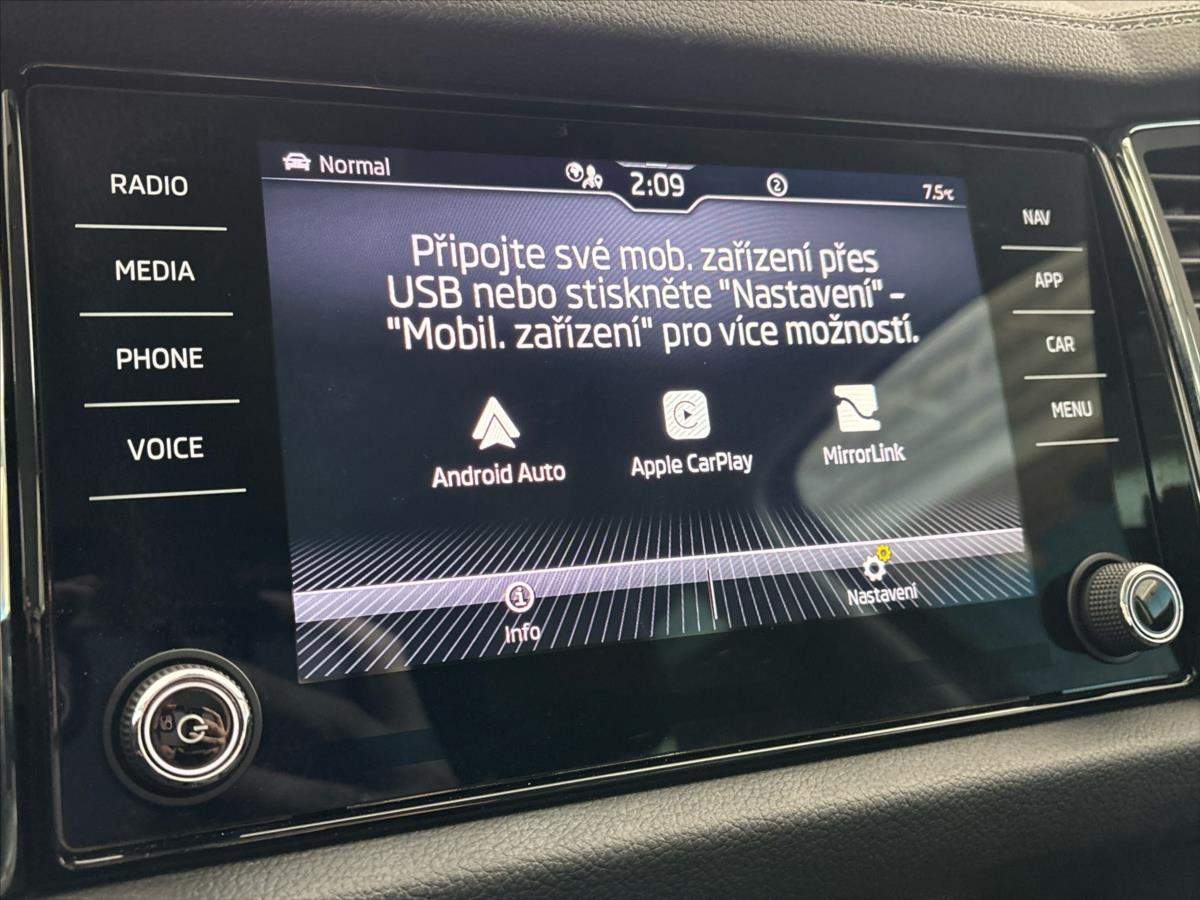 RADIO
MEDIA
PHONE
VOICE
Normal
2:09
2
7.5°C
Připojte své mob. zařízení přes
USB nebo stiskněte "Nastavení" –
"Mobil. zařízení" pro více možností.
Android Auto
Apple CarPlay
MirrorLink
Info
Nastavení
NAV
APP
CAR
MENU